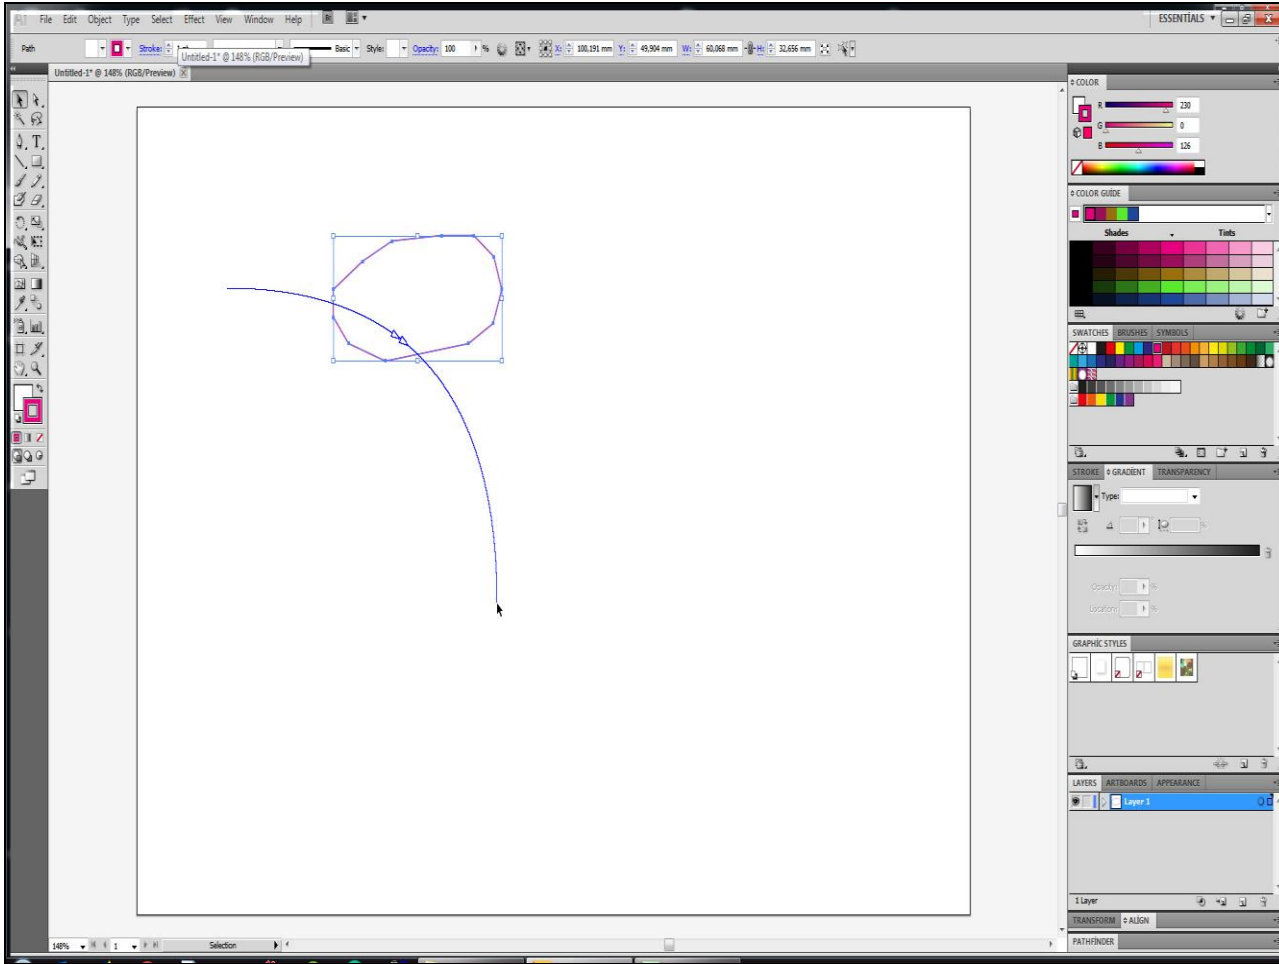 Ai File Edit Object Type Select Effect View Window Help Br ESSENTIALS
Path Stroke: Basic Style: Opacity: 100 % X: 100,191 mm Y: 49,904 mm W: 60,068 mm H: 32,656 mm
Untitled-1* @ 148% (RGB/Preview)
Untitled-1* @ 148% (RGB/Preview)
COLOR
R 230
G 0
B 126
COLOR GUIDE
Shades Tints
SWATCHES BRUSHES SYMBOLS
STROKE GRADIENT TRANSPARENCY
Type:
%
Opacity: %
Location: %
GRAPHIC STYLES
LAYERS ARTBOARDS APPEARANCE
Layer 1
1 Layer
TRANSFORM ALIGN
PATHFINDER
148% 1 Selection